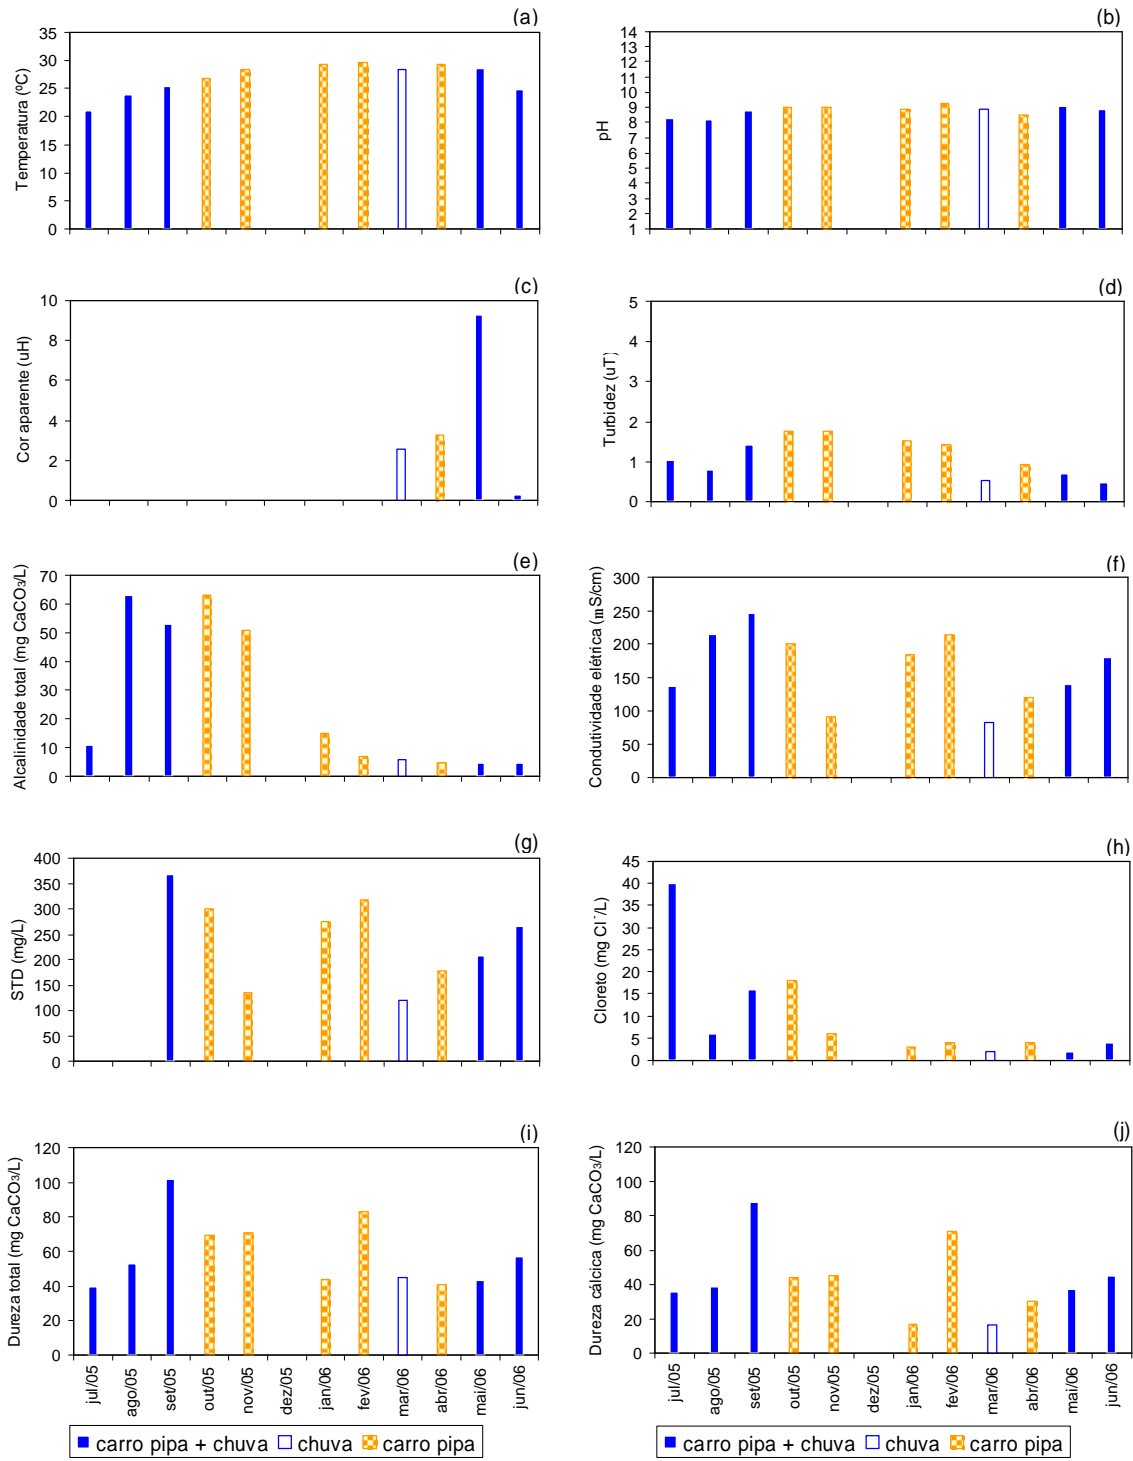 (a)
Temperatura (ºC)
35
30
25
20
15
10
5
0
(b)
pH
14
13
12
11
10
9
8
7
6
5
4
3
2
1
(c)
Cor aparente (uH)
10
8
6
4
2
0
(d)
Turbidez (uT)
5
4
3
2
1
0
(e)
Alcalinidade total (mg CaCO3/L)
70
60
50
40
30
20
10
0
(f)
Condutividade elétrica (mS/cm)
300
250
200
150
100
50
0
(g)
STD (mg/L)
400
350
300
250
200
150
100
50
0
(h)
Cloreto (mg Cl-/L)
45
40
35
30
25
20
15
10
5
0
(i)
Dureza total (mg CaCO3/L)
120
100
80
60
40
20
0
jul/05
ago/05
set/05
out/05
nov/05
dez/05
jan/06
fev/06
mar/06
abr/06
mai/06
jun/06
carro pipa + chuva chuva carro pipa
(j)
Dureza cálcica (mg CaCO3/L)
120
100
80
60
40
20
0
jul/05
ago/05
set/05
out/05
nov/05
dez/05
jan/06
fev/06
mar/06
abr/06
mai/06
jun/06
carro pipa + chuva chuva carro pipa